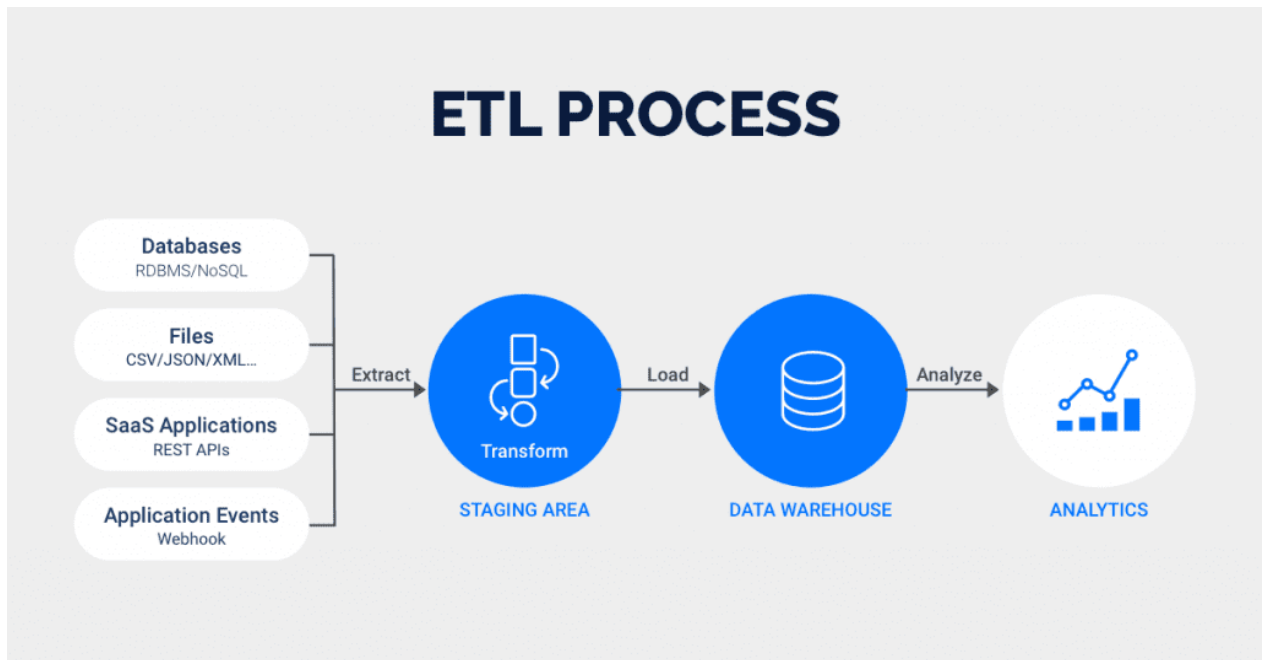 ETL PROCESS
Databases
RDBMS/NoSQL
Files
CSV/JSON/XML...
SaaS Applications
REST APIs
Application Events
Webhook
Extract
Transform
STAGING AREA
Load
DATA WAREHOUSE
Analyze
ANALYTICS